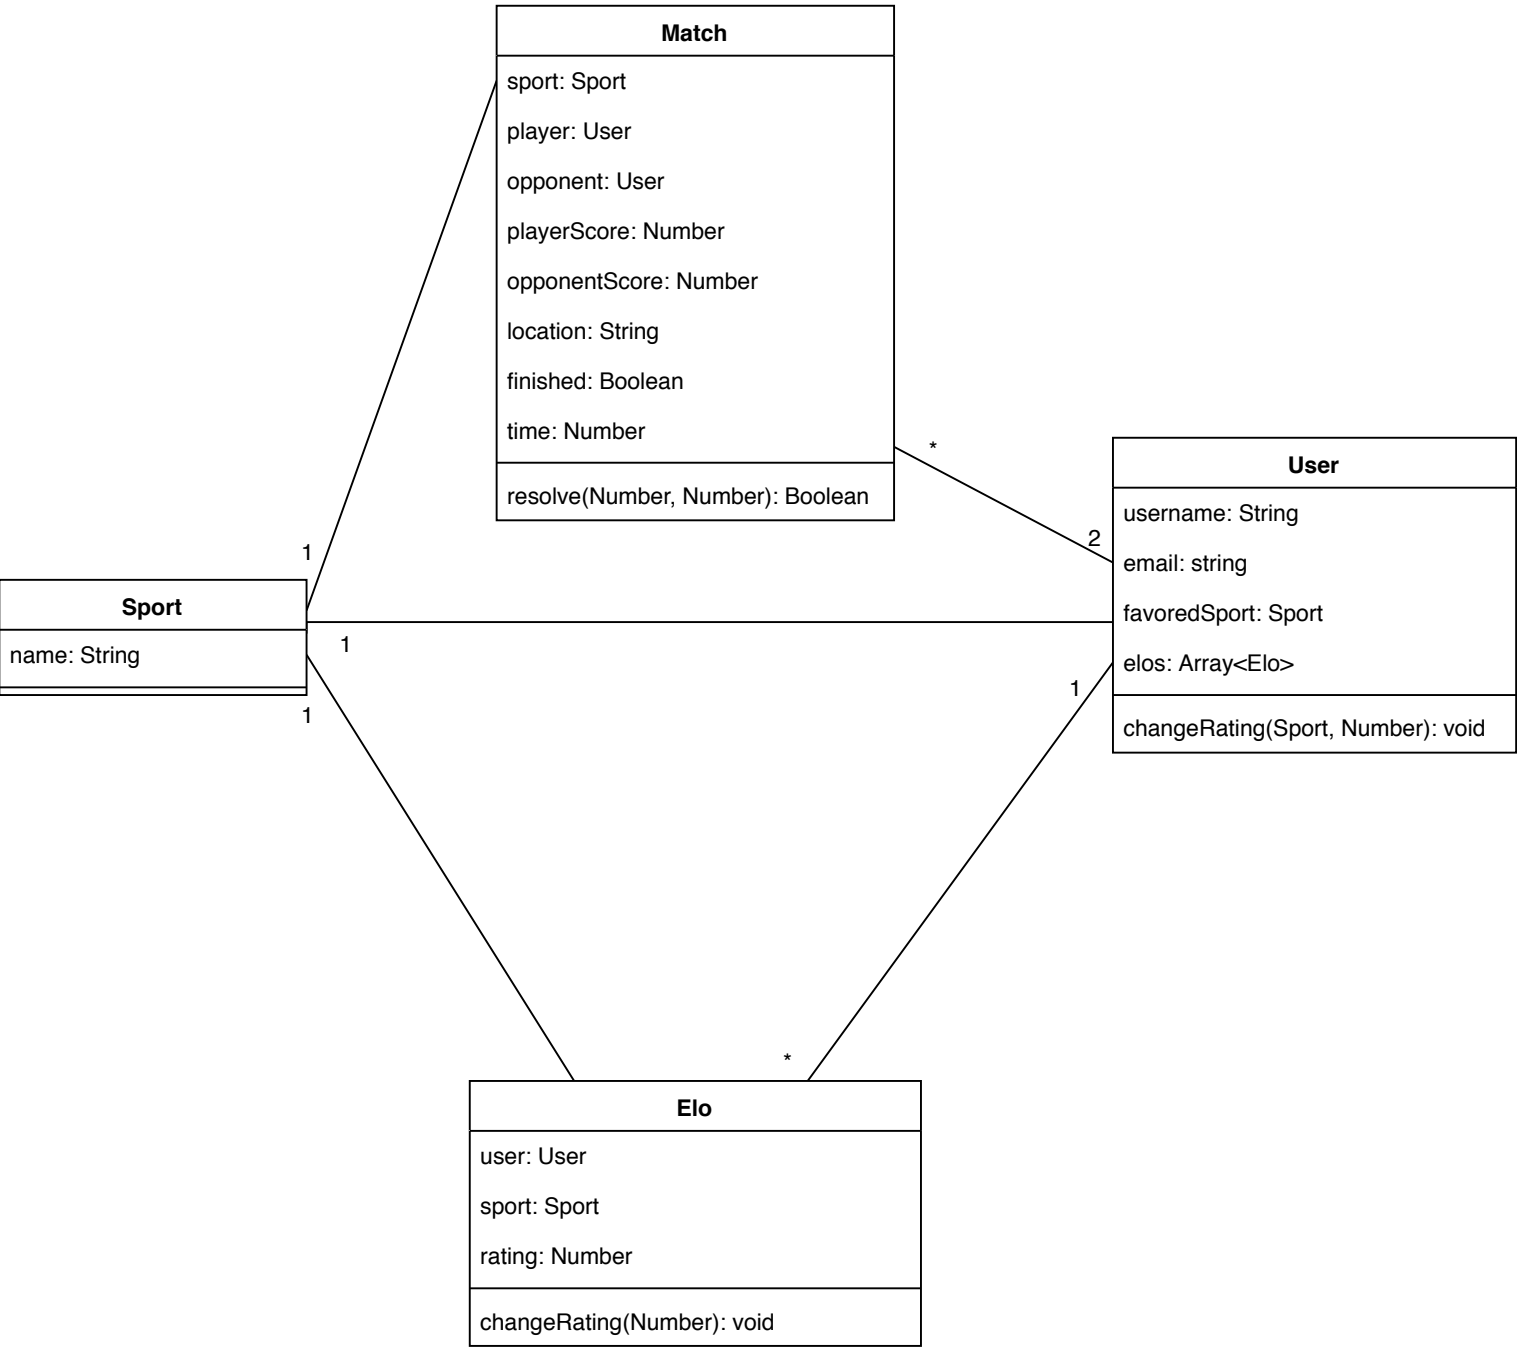 Match
sport: Sport
player: User
opponent: User
playerScore: Number
opponentScore: Number
location: String
finished: Boolean
time: Number
resolve(Number, Number): Boolean
*
2
User
username: String
email: string
favoredSport: Sport
elos: Array<Elo>
changeRating(Sport, Number): void
1
Sport
name: String
1
1
1
*
Elo
user: User
sport: Sport
rating: Number
changeRating(Number): void